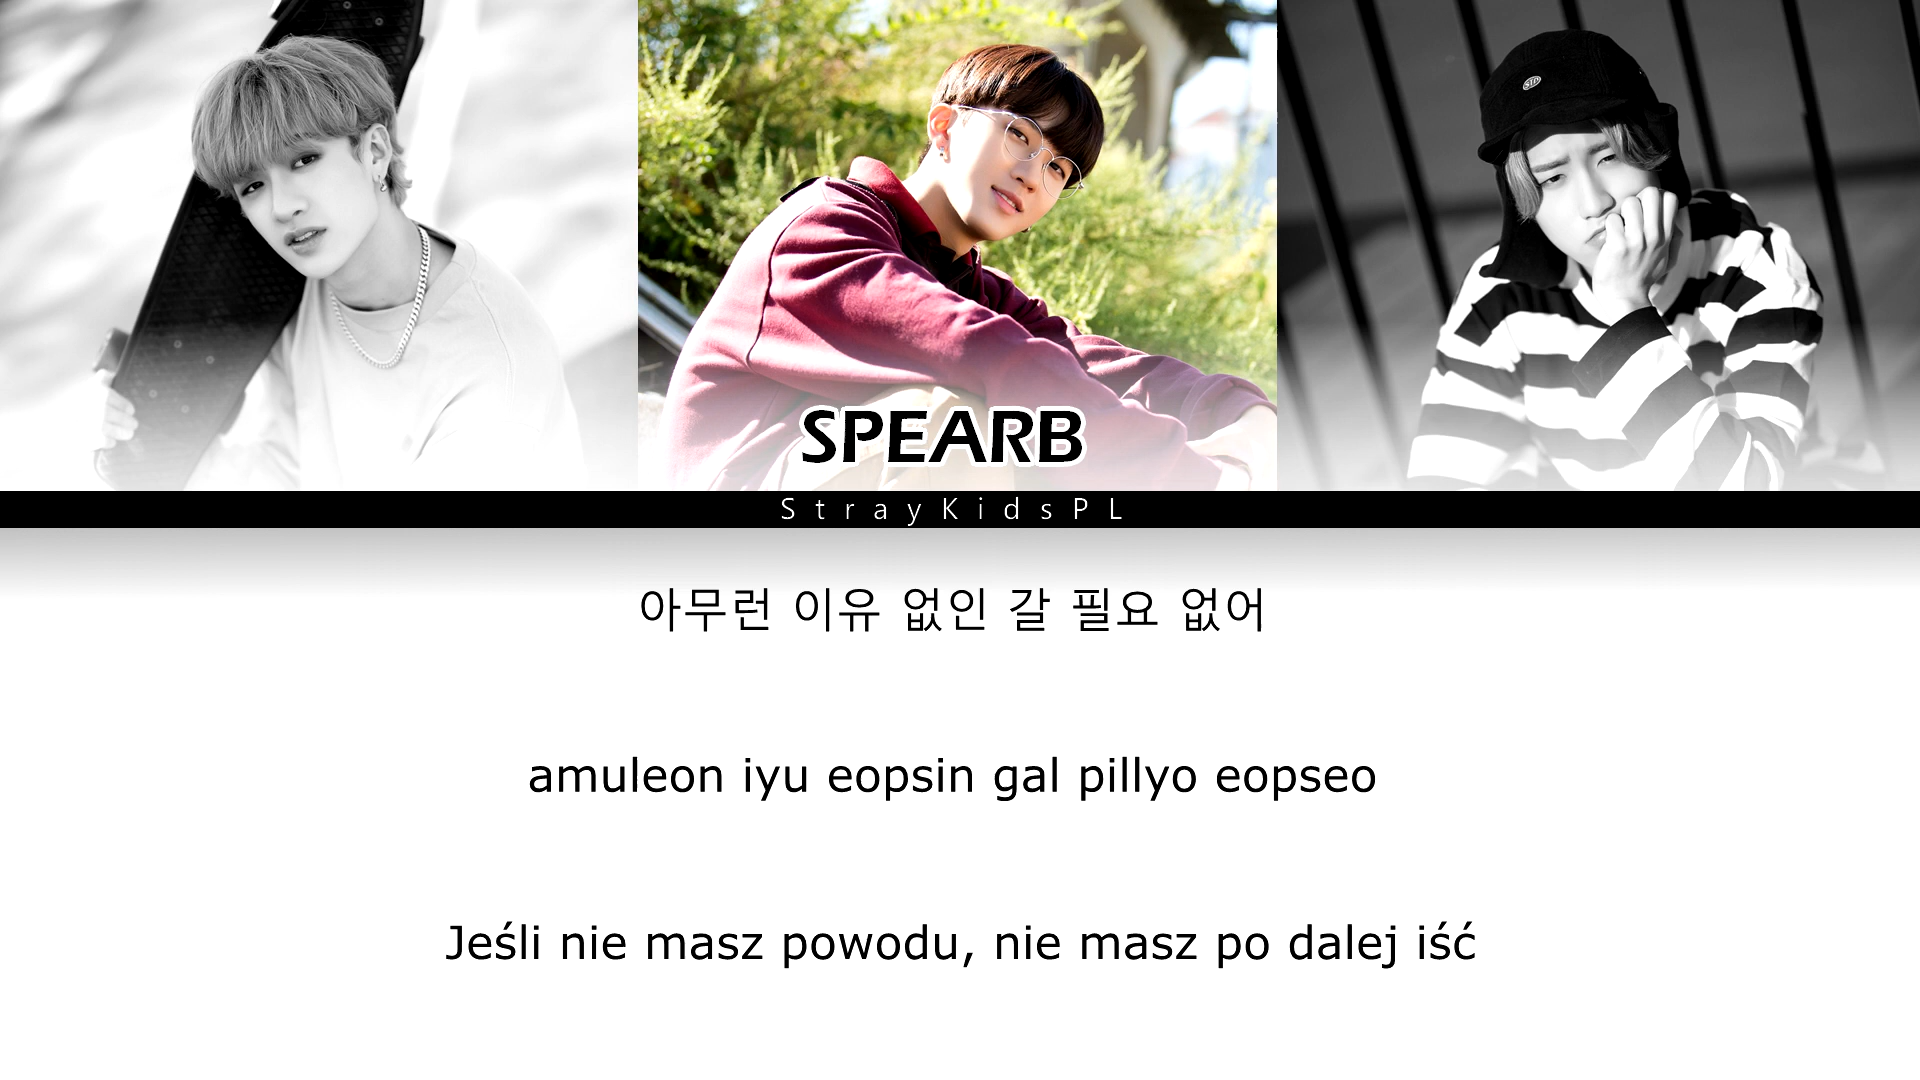 SPEARB
StrayKidsPL
아무런 이유 없인 갈 필요 없어
amuleon iyu eopsin gal pillyo eopseo
Jeśli nie masz powodu, nie masz po dalej iść